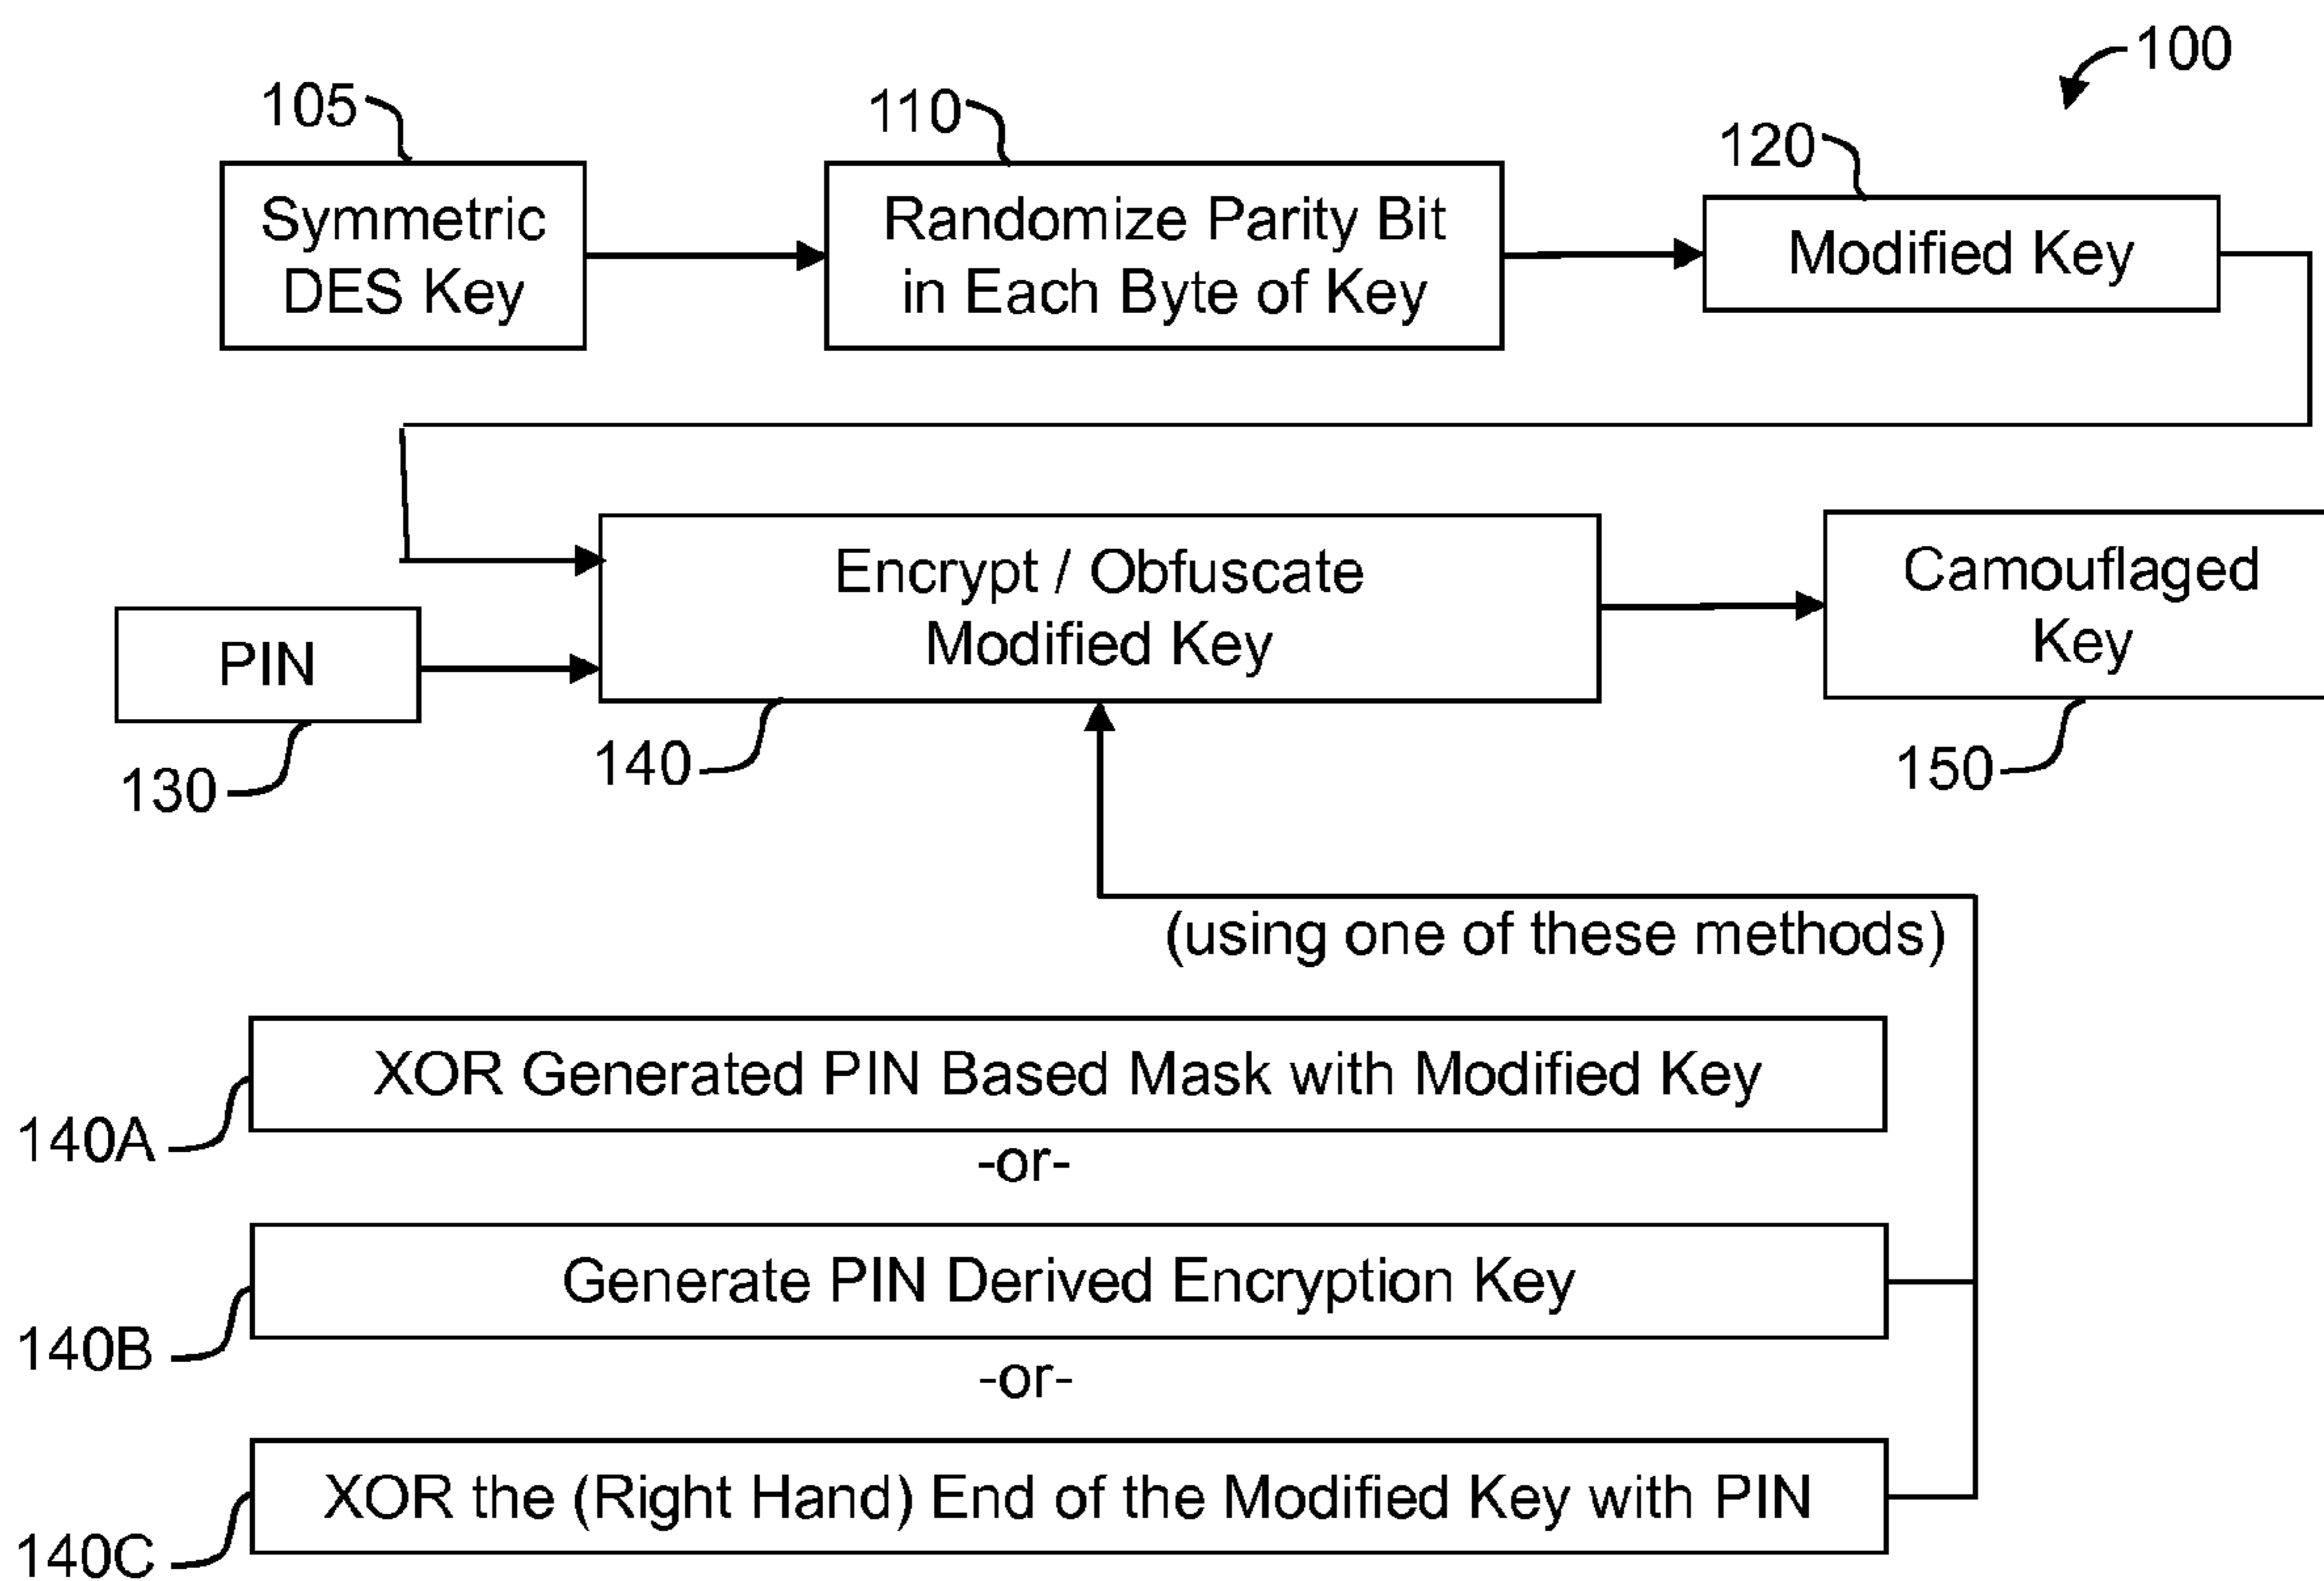 100
105
110
120
Symmetric
DES Key
Randomize Parity Bit
in Each Byte of Key
Modified Key
Encrypt / Obfuscate
Modified Key
Camouflaged
Key
PIN
130
140
150
(using one of these methods)
XOR Generated PIN Based Mask with Modified Key
140A
-or-
Generate PIN Derived Encryption Key
140B
-or-
XOR the (Right Hand) End of the Modified Key with PIN
140C